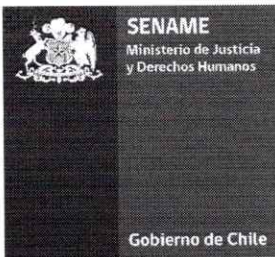 SENAME
Ministerio de Justicia
y Derechos Humanos
Gobierno de Chile